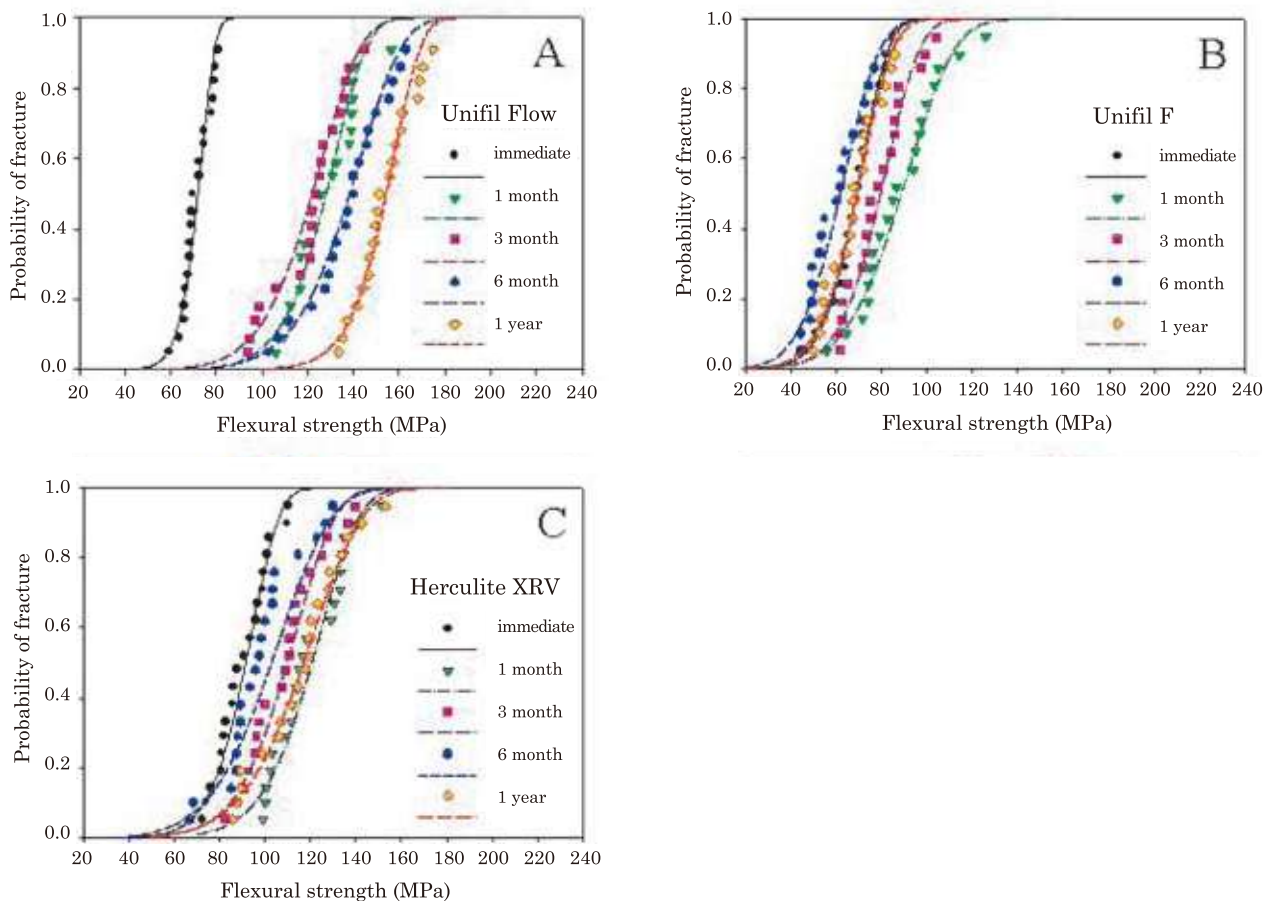 A
Unifil Flow
immediate
1 month
3 month
6 month
1 year
Probability of fracture
1.0
0.8
0.6
0.4
0.2
0.0
20 40 60 80 100 120 140 160 180 200 220 240
Flexural strength (MPa)
B
Unifil F
immediate
1 month
3 month
6 month
1 year
Probability of fracture
1.0
0.8
0.6
0.4
0.2
0.0
20 40 60 80 100 120 140 160 180 200 220 240
Flexural strength (MPa)
C
Herculite XRV
immediate
1 month
3 month
6 month
1 year
Probability of fracture
1.0
0.8
0.6
0.4
0.2
0.0
20 40 60 80 100 120 140 160 180 200 220 240
Flexural strength (MPa)